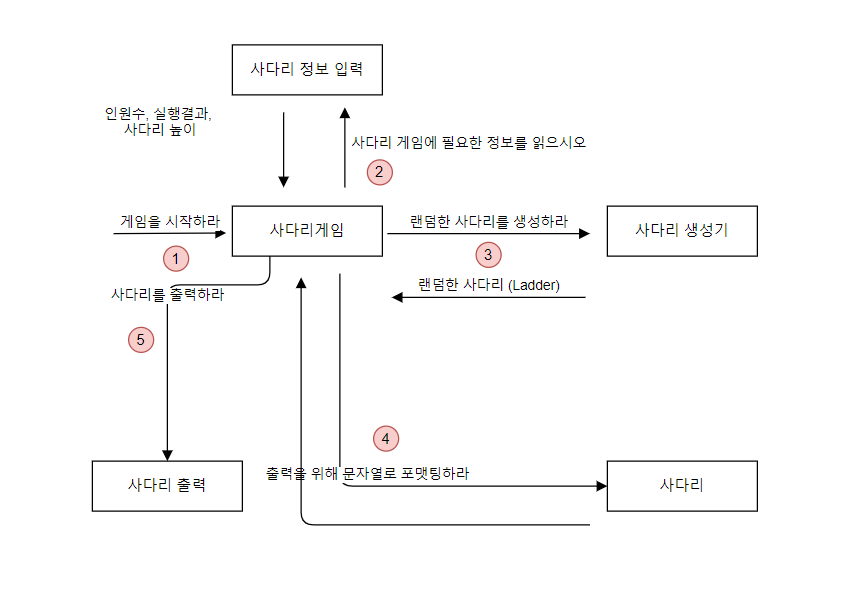 사다리 정보 입력
인원수, 실행결과,
사다리 높이
사다리 게임에 필요한 정보를 읽으시오
2
게임을 시작하라
사다리게임
랜덤한 사다리를 생성하라
사다리 생성기
1
3
랜덤한 사다리 (Ladder)
사다리를 출력하라
5
4
출력을 위해 문자열로 포맷팅하라
사다리 출력
사다리